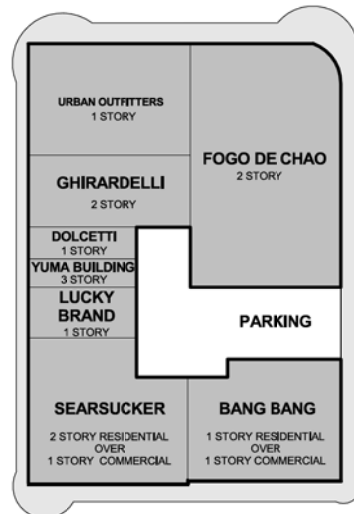 URBAN OUTFITTERS
1 STORY
FOGO DE CHAO
2 STORY
GHIRARDELLI
2 STORY
DOLCETTI
1 STORY
YUMA BUILDING
3 STORY
LUCKY
BRAND
1 STORY
PARKING
SEARSUCKER
2 STORY RESIDENTIAL
OVER
1 STORY COMMERCIAL
BANG BANG
1 STORY RESIDENTIAL
OVER
1 STORY COMMERCIAL